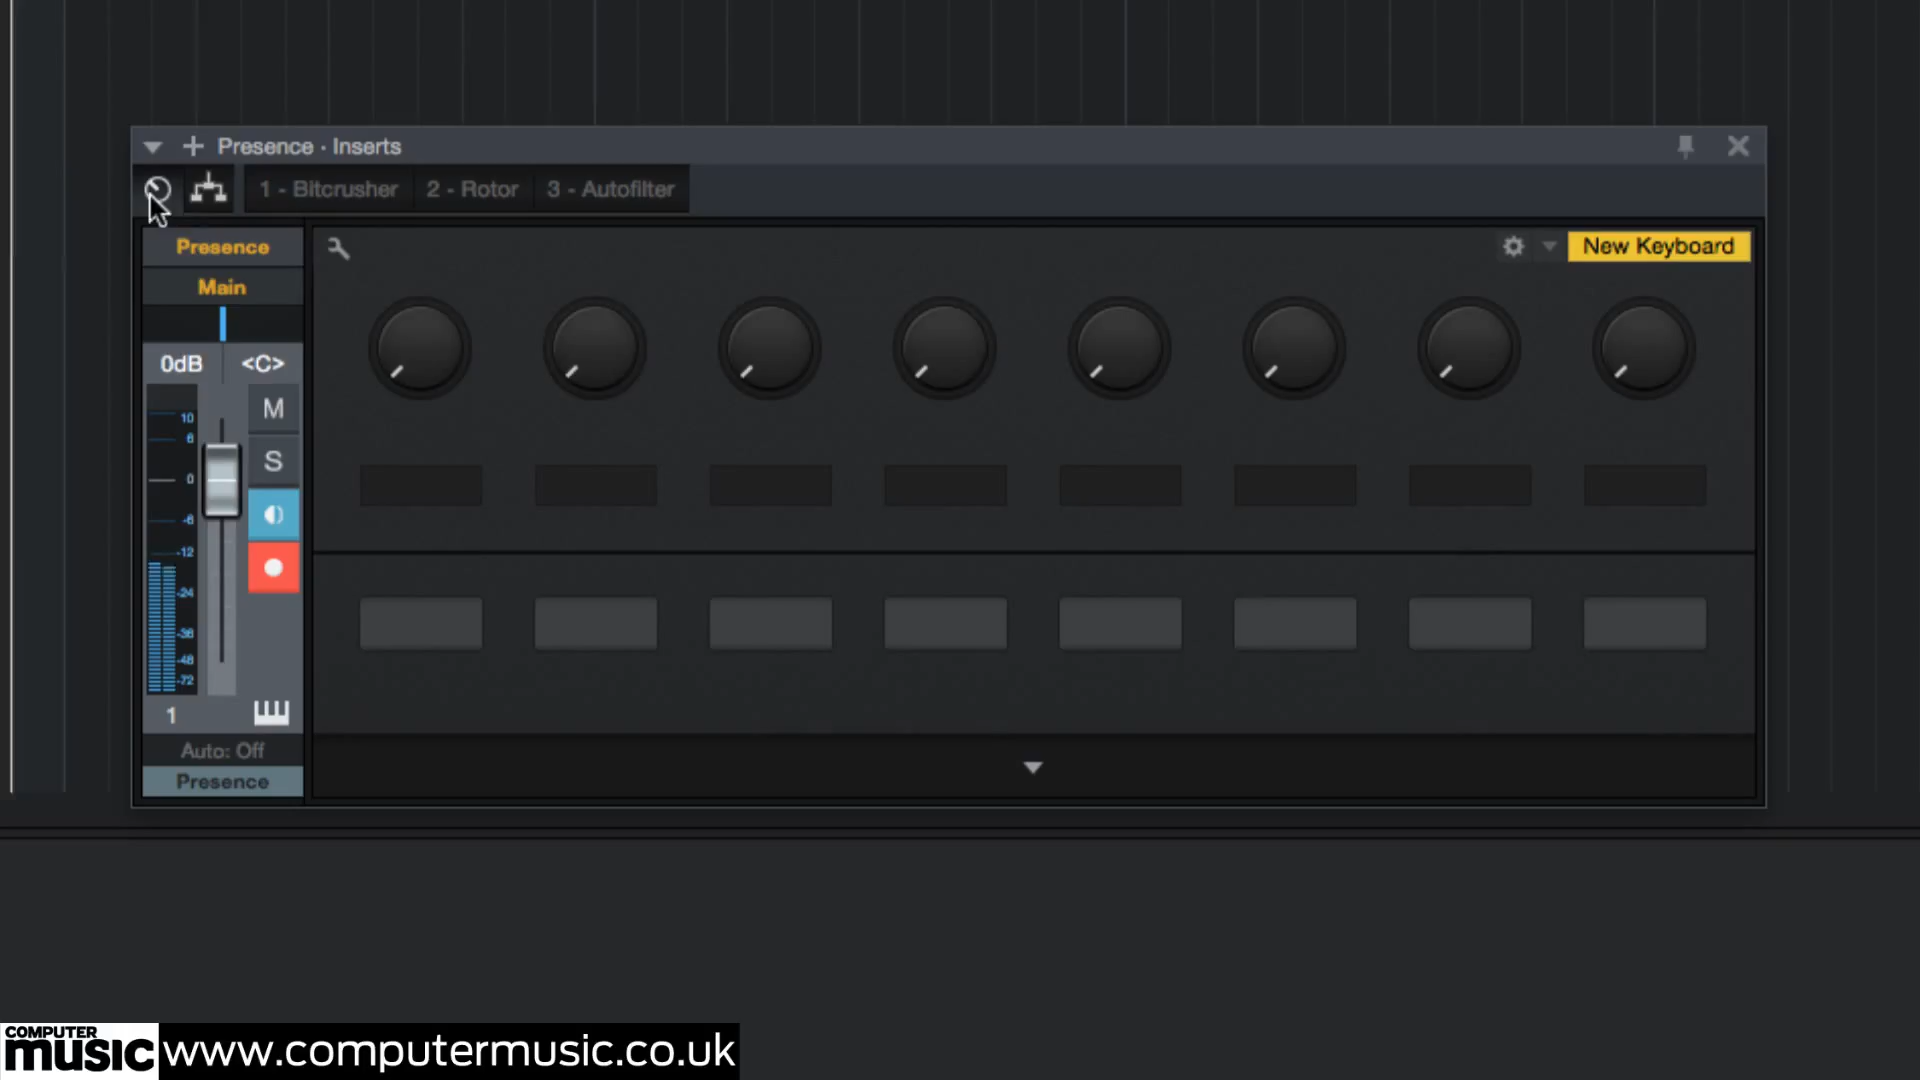 Presence · Inserts
1 - Bitcrusher 2 - Rotor 3 - Autofilter
Presence
New Keyboard
Main
0dB <C>
M
10
6
S
0
-6
-12
-24
-36
-48
-72
1
Auto: Off
Presence
COMPUTER
music www.computermusic.co.uk